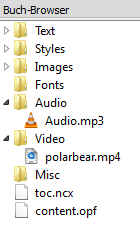 Buch-Browser
Text
Styles
Images
Fonts
Audio
Audio.mp3
Video
polarbear.mp4
Misc
toc.ncx
content.opf